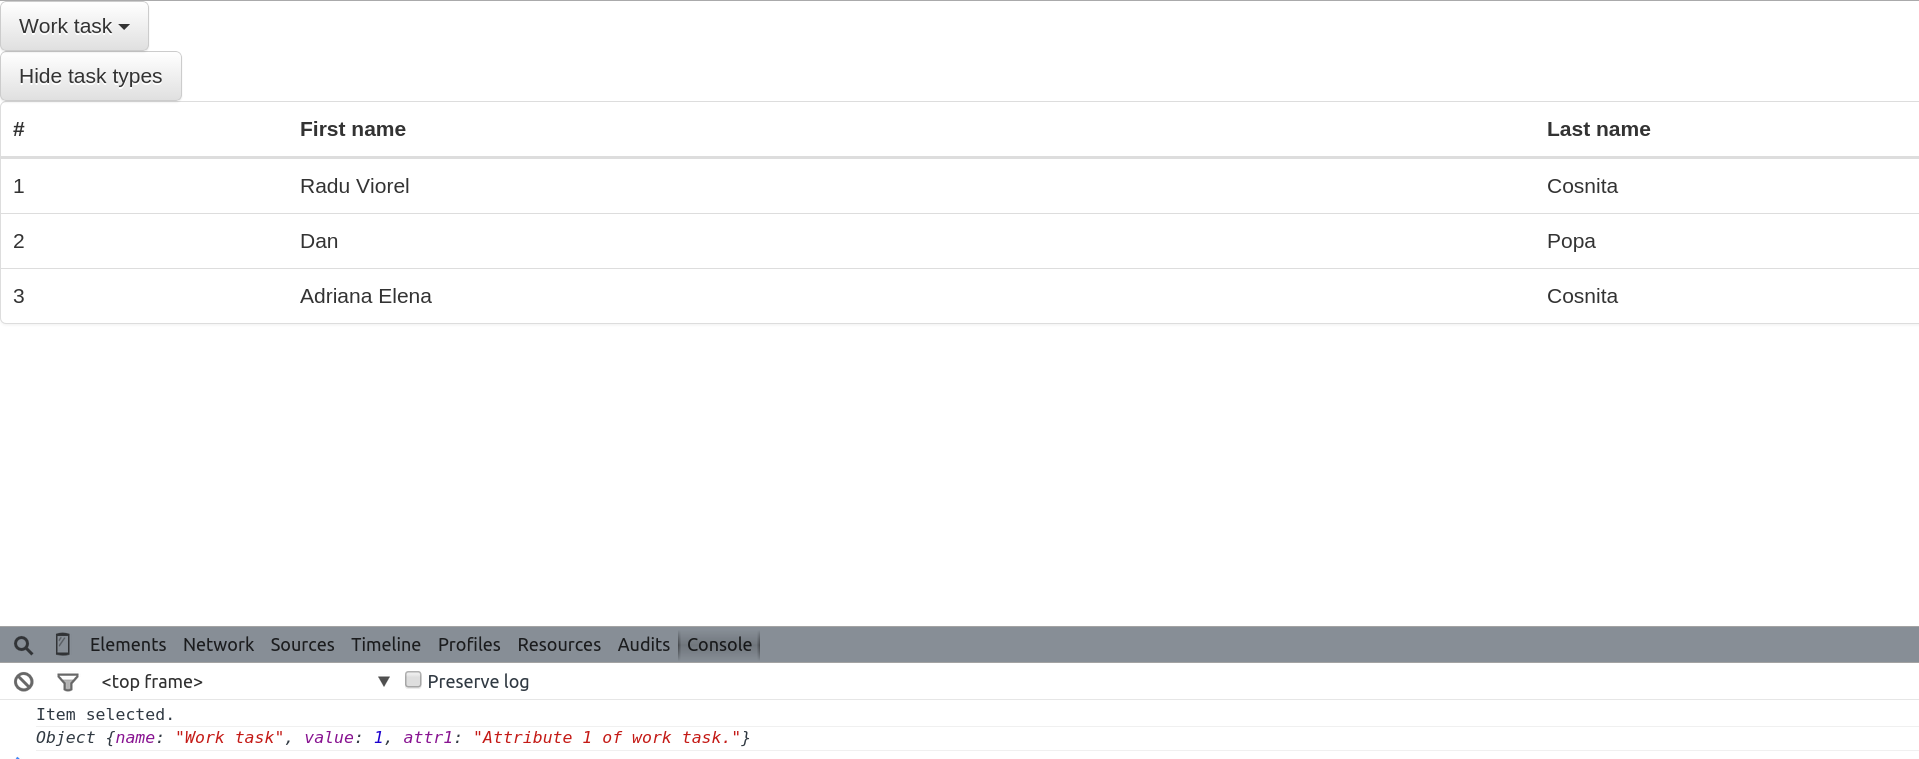 Work task
Hide task types
# First name Last name
1 Radu Viorel Cosnita
2 Dan Popa
3 Adriana Elena Cosnita
Elements Network Sources Timeline Profiles Resources Audits Console
<top frame> Preserve log
Item selected.
Object {name: "Work task", value: 1, attr1: "Attribute 1 of work task."}